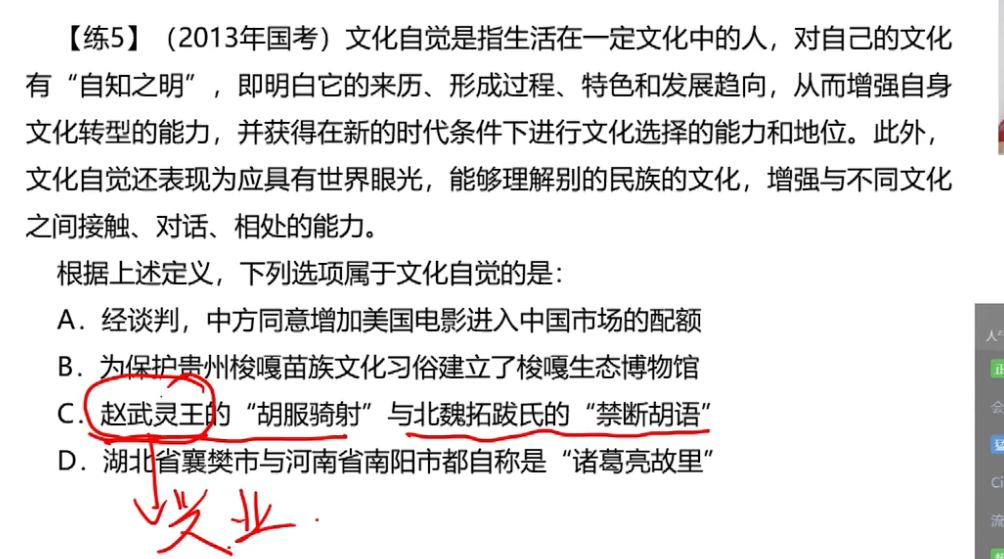 【练5】（2013年国考）文化自觉是指生活在一定文化中的人，对自己的文化
有“自知之明”，即明白它的来历、形成过程、特色和发展趋向，从而增强自身
文化转型的能力，并获得在新的时代条件下进行文化选择的能力和地位。此外，
文化自觉还表现为应具有世界眼光，能够理解别的民族的文化，增强与不同文化
之间接触、对话、相处的能力。
根据上述定义，下列选项属于文化自觉的是：
A．经谈判，中方同意增加美国电影进入中国市场的配额
B．为保护贵州梭嘎苗族文化习俗建立了梭嘎生态博物馆
C．赵武灵王的“胡服骑射”与北魏拓跋氏的“禁断胡语”
D．湖北省襄樊市与河南省南阳市都自称是“诸葛亮故里”